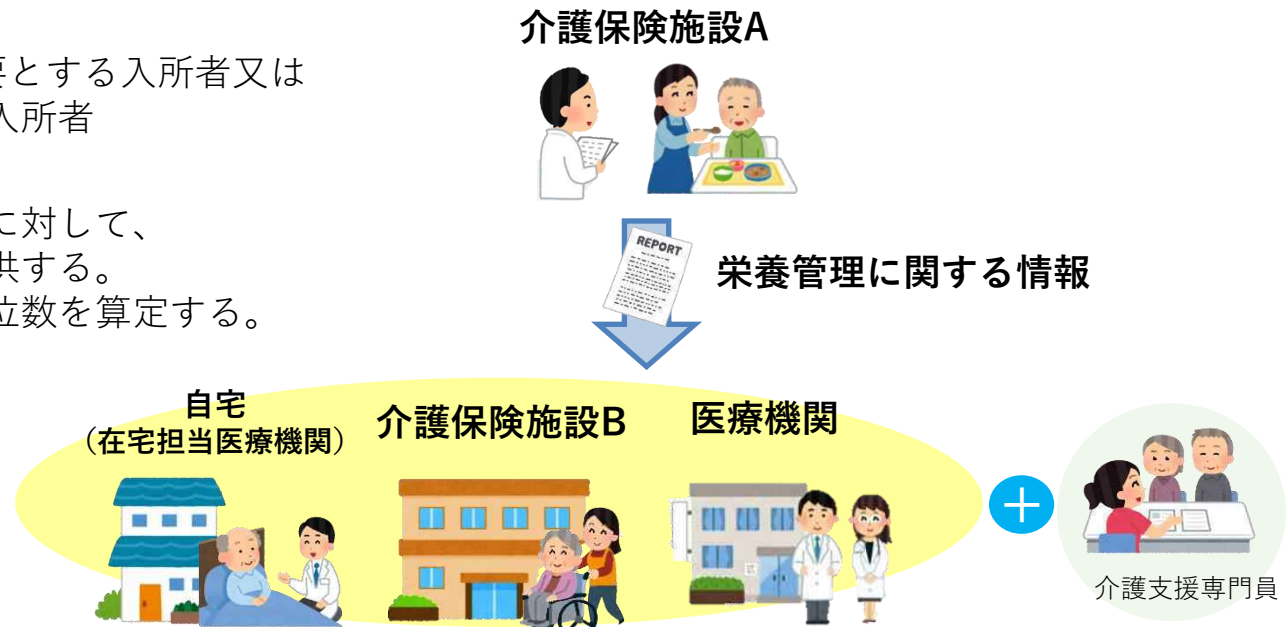 介護保険施設A
要とする入所者又は
入所者
に対して、
供する。
位数を算定する。
REPORT
栄養管理に関する情報
自宅
（在宅担当医療機関）
介護保険施設B
医療機関
介護支援専門員